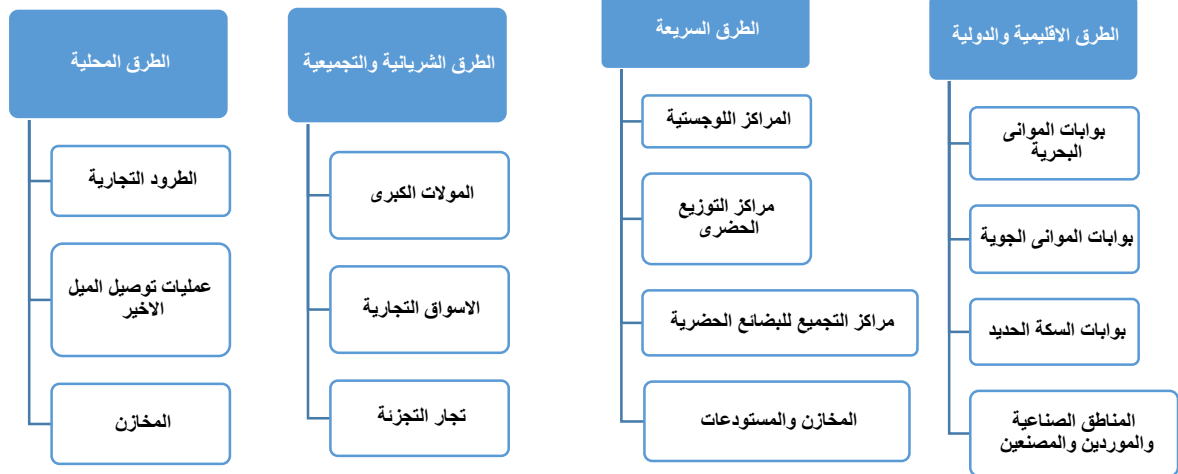 الطرق الاقليمية والدولية
بوابات الموانى
البحرية
بوابات الموانى الجوية
بوابات السكة الحديد
المناطق الصناعية
والموردين والمصنعين
الطرق السريعة
المراكز اللوجستية
مراكز التوزيع
الحضرى
مراكز التجميع للبضائع الحضرية
المخازن والمستودعات
الطرق الشريانية والتجميعية
المولات الكبرى
الاسواق التجارية
تجار التجزئة
الطرق المحلية
الطرود التجارية
عمليات توصيل الميل
الاخير
المخازن